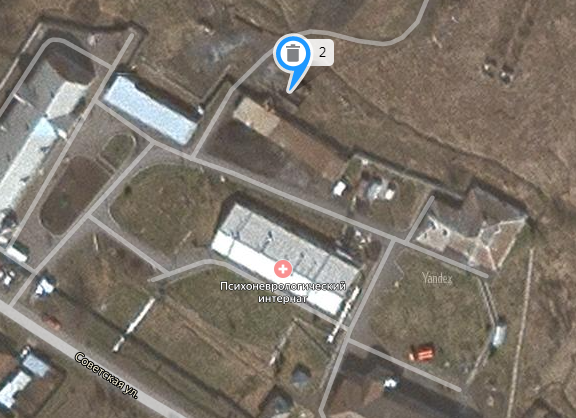 2
Yandex
Психоневрологический
интернат
Советская ул.